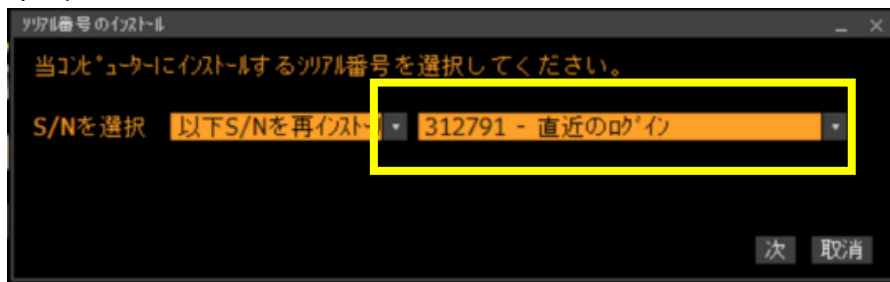 ｼﾘｱﾙ番号のｲﾝｽﾄｰﾙ
当ｺﾝﾋﾟｭｰﾀｰにｲﾝｽﾄｰﾙするｼﾘｱﾙ番号を選択してください。
S/Nを選択 以下S/Nを再ｲﾝｽﾄｰﾙ 312791 - 直近のﾛｸﾞｲﾝ
次 取消